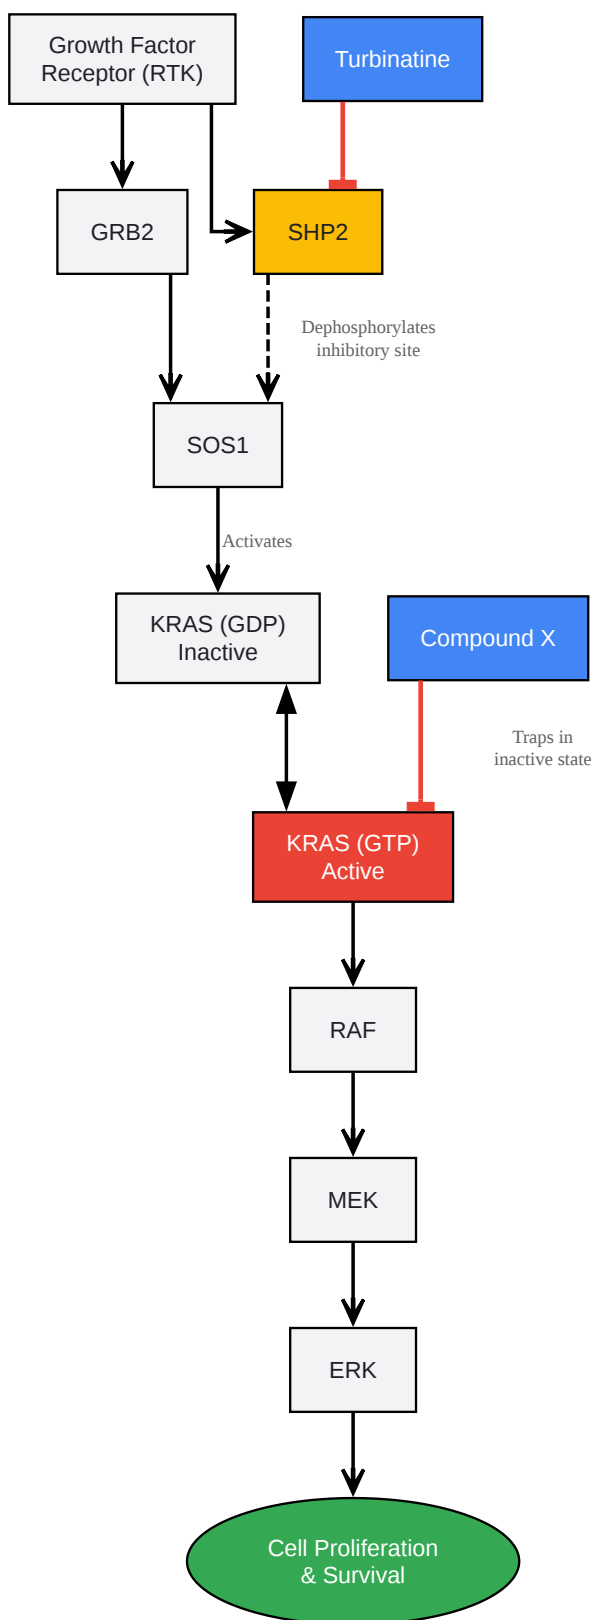 Growth Factor
Receptor (RTK)
Turbinatine
GRB2
SHP2
Dephosphorylates
inhibitory site
SOS1
Activates
KRAS (GDP)
Inactive
Compound X
Traps in
inactive state
KRAS (GTP)
Active
RAF
MEK
ERK
Cell Proliferation
& Survival